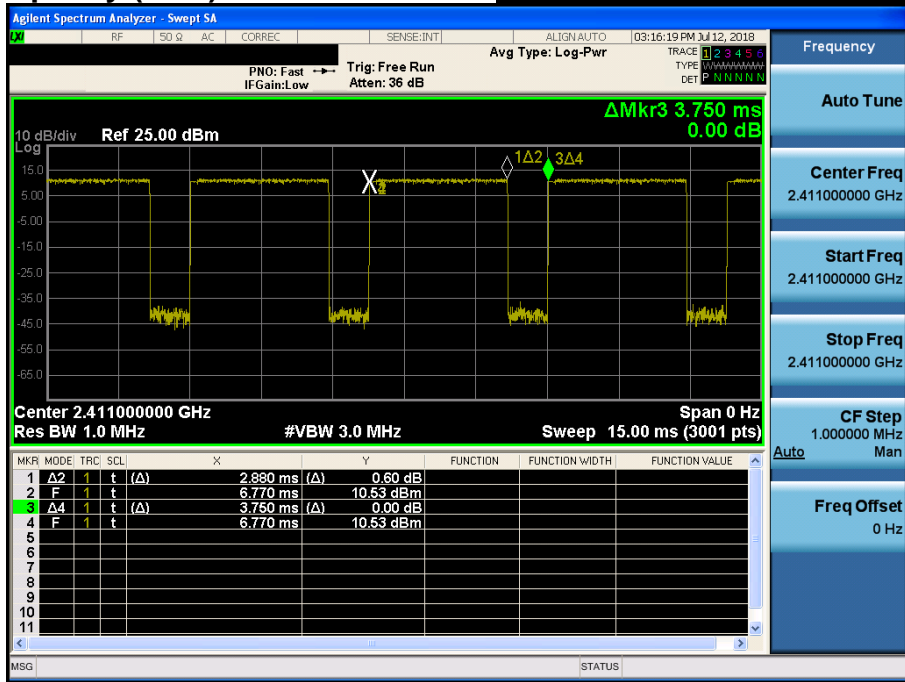 Agilent Spectrum Analyzer - Swept SA
LXI RF 50 Ω AC CORREC SENSE:INT ALIGN AUTO 03:16:19 PM Jul 12, 2018
Avg Type: Log-Pwr
TRACE 1 2 3 4 5 6
TYPE
DET P N N N N N
PNO: Fast
IFGain:Low
Trig: Free Run
Atten: 36 dB
ΔMkr3 3.750 ms
0.00 dB
10 dB/div Ref 25.00 dBm
Log
15.0
5.00
-5.00
-15.0
-25.0
-35.0
-45.0
-55.0
-65.0
1Δ2 3Δ4
X
Center 2.411000000 GHz Span 0 Hz
Res BW 1.0 MHz #VBW 3.0 MHz Sweep 15.00 ms (3001 pts)
MKR MODE TRC SCL X Y FUNCTION FUNCTION WIDTH FUNCTION VALUE
1 Δ2 1 t (Δ) 2.880 ms (Δ) 0.60 dB
2 F 1 t 6.770 ms 10.53 dBm
3 Δ4 1 t (Δ) 3.750 ms (Δ) 0.00 dB
4 F 1 t 6.770 ms 10.53 dBm
5
6
7
8
9
10
11
MSG STATUS
Frequency
Auto Tune
Center Freq
2.411000000 GHz
Start Freq
2.411000000 GHz
Stop Freq
2.411000000 GHz
CF Step
1.000000 MHz
Auto Man
Freq Offset
0 Hz